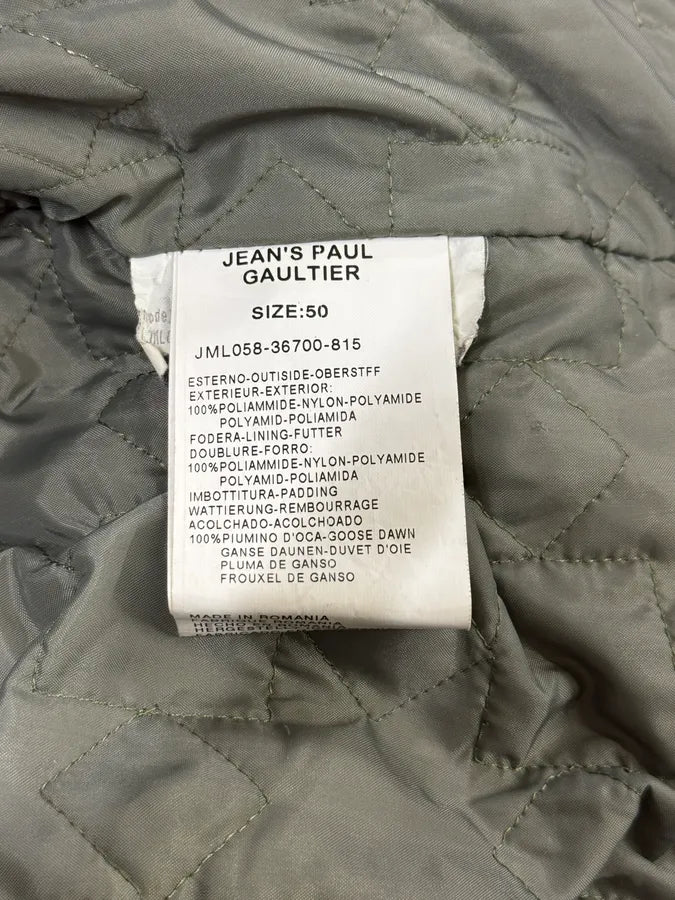 JEAN'S PAUL
GAULTIER
SIZE:50
JML058-36700-815
ESTERNO-OUTISIDE-OBERSTFF
EXTERIEUR-EXTERIOR:
100%POLIAMMIDE-NYLON-POLYAMIDE
POLYAMID-POLIAMIDA
FODERA-LINING-FUTTER
DOUBLURE-FORRO:
100%POLIAMMIDE-NYLON-POLYAMIDE
POLYAMID-POLIAMIDA
IMBOTTITURA-PADDING
WATTIERUNG-REMBOURRAGE
ACOLCHADO-ACOLCHOADO
100%PIUMINO D'OCA-GOOSE DAWN
GANSE DAUNEN-DUVET D'OIE
PLUMA DE GANSO
FROUXEL DE GANSO
MADE IN ROMANIA